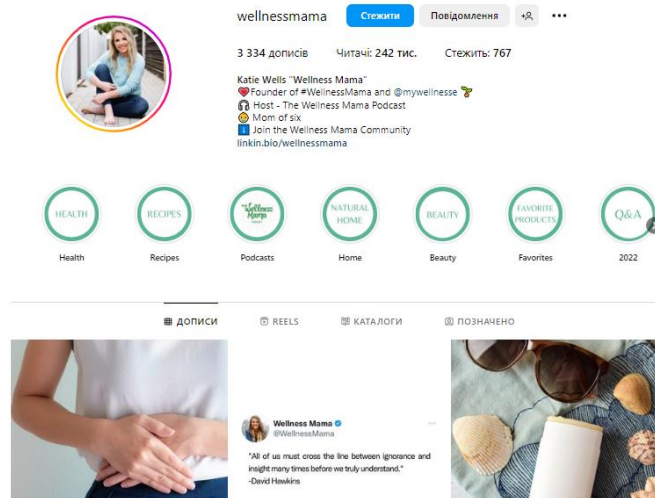 wellnessmama Стежити Повідомлення
3 334 дописів Читачі: 242 тис. Стежить: 767
Katie Wells "Wellness Mama"
Founder of #WellnessMama and @mywellnesse
Host - The Wellness Mama Podcast
Mom of six
Join the Wellness Mama Community
linkin.bio/wellnessmama
HEALTH RECIPES wellness Mama NATURAL HOME BEAUTY FAVORITE PRODUCTS Q&A
Health Recipes Podcasts Home Beauty Favorites 2022
ДОПИСИ REELS КАТАЛОГИ ПОЗНАЧЕНО
Wellness Mama
@WellnessMama
"All of us must cross the line between ignorance and
insight many times before we truly understand."
-David Hawkins